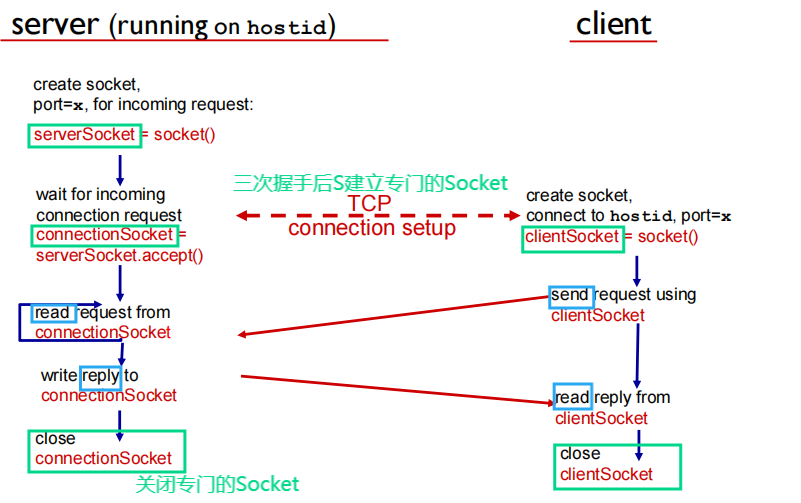 server (running on hostid)
client
create socket,
port=x, for incoming request:
serverSocket = socket()
wait for incoming
connection request
connectionSocket =
serverSocket.accept()
三次握手后S建立专门的Socket
TCP
connection setup
create socket,
connect to hostid, port=x
clientSocket = socket()
read request from
connectionSocket
send request using
clientSocket
write reply to
connectionSocket
read reply from
clientSocket
close
connectionSocket
关闭专门的Socket
close
clientSocket